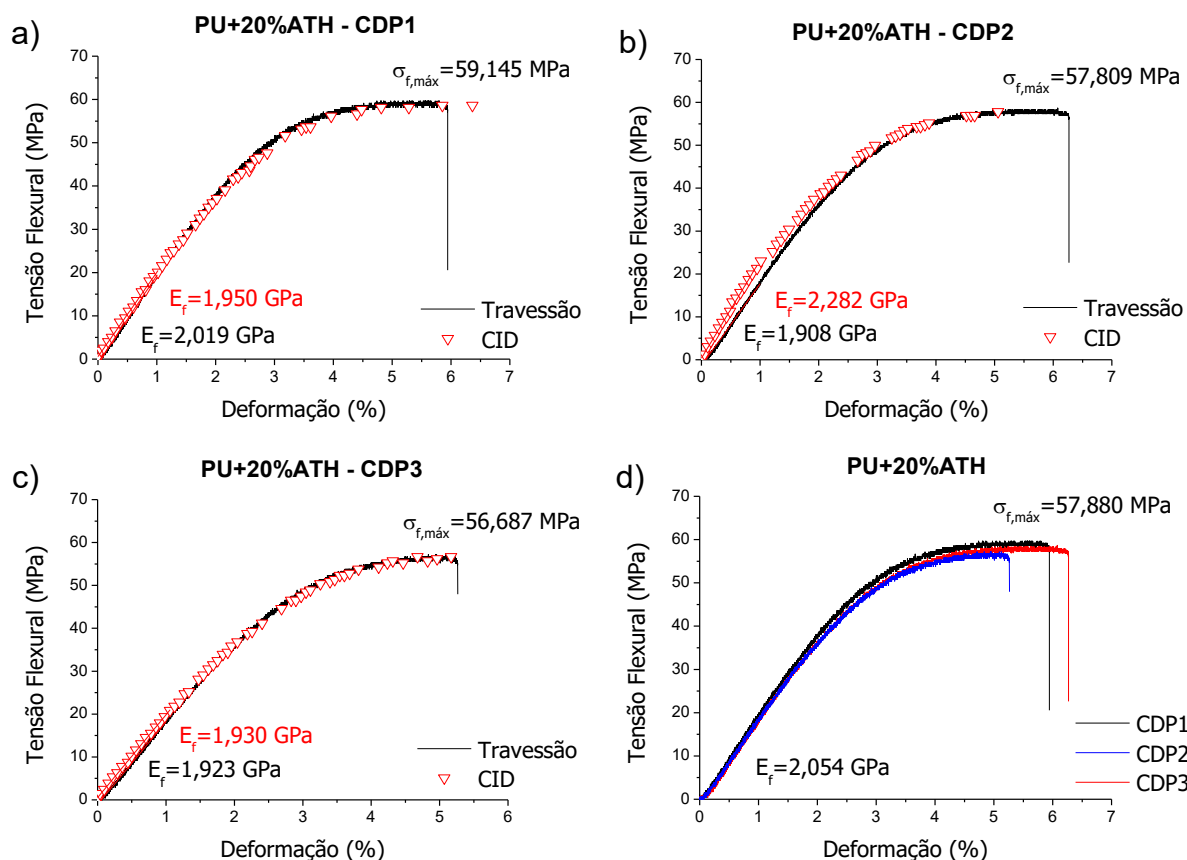 a)
PU+20%ATH - CDP1
σf,máx=59,145 MPa
Tensão Flexural (MPa)
70
60
50
40
30
20
10
0
Ef=1,950 GPa
Ef=2,019 GPa
Travessão
CID
0 1 2 3 4 5 6 7
Deformação (%)
b)
PU+20%ATH - CDP2
σf,máx=57,809 MPa
Tensão Flexural (MPa)
70
60
50
40
30
20
10
0
Ef=2,282 GPa
Ef=1,908 GPa
Travessão
CID
0 1 2 3 4 5 6 7
Deformação (%)
c)
PU+20%ATH - CDP3
σf,máx=56,687 MPa
Tensão Flexural (MPa)
70
60
50
40
30
20
10
0
Ef=1,930 GPa
Ef=1,923 GPa
Travessão
CID
0 1 2 3 4 5 6
Deformação (%)
d)
PU+20%ATH
σf,máx=57,880 MPa
Tensão Flexural (MPa)
70
60
50
40
30
20
10
0
Ef=2,054 GPa
CDP1
CDP2
CDP3
0 1 2 3 4 5 6 7
Deformação (%)